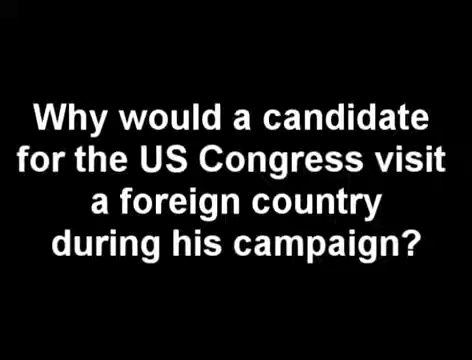 Why would a candidate
for the US Congress visit
a foreign country
during his campaign?